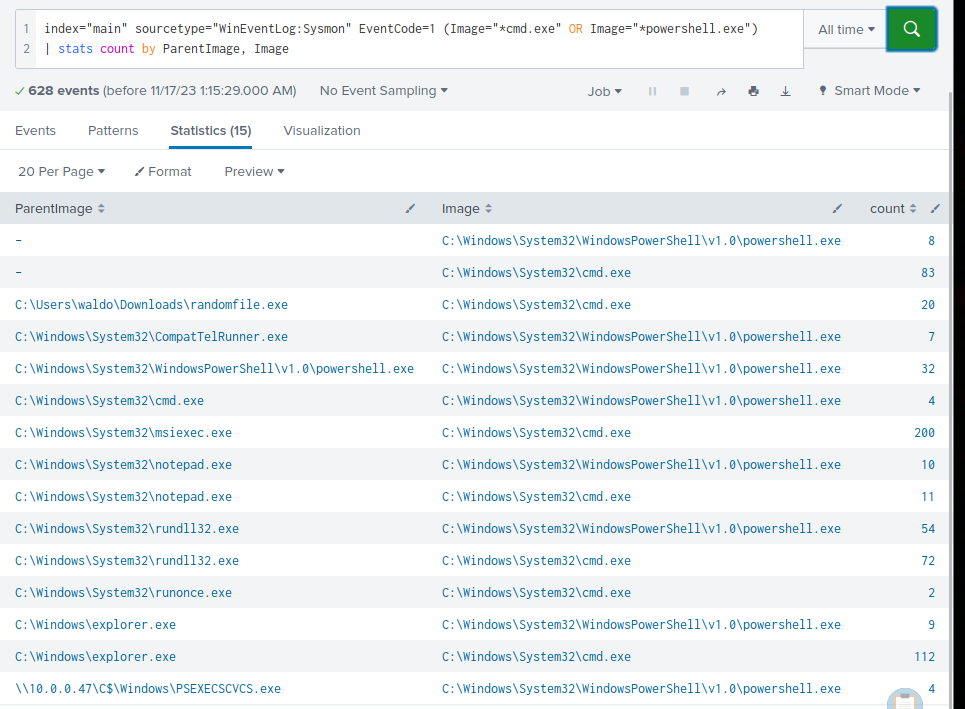 1 index="main" sourcetype="WinEventLog:Sysmon" EventCode=1 (Image="*cmd.exe" OR Image="*powershell.exe")
2 | stats count by ParentImage, Image
All time
628 events (before 11/17/23 1:15:29.000 AM) No Event Sampling Job Smart Mode
Events Patterns Statistics (15) Visualization
20 Per Page Format Preview
ParentImage Image count
- C:\Windows\System32\WindowsPowerShell\v1.0\powershell.exe 8
- C:\Windows\System32\cmd.exe 83
C:\Users\waldo\Downloads\randomfile.exe C:\Windows\System32\cmd.exe 20
C:\Windows\System32\CompatTelRunner.exe C:\Windows\System32\WindowsPowerShell\v1.0\powershell.exe 7
C:\Windows\System32\WindowsPowerShell\v1.0\powershell.exe C:\Windows\System32\WindowsPowerShell\v1.0\powershell.exe 32
C:\Windows\System32\cmd.exe C:\Windows\System32\WindowsPowerShell\v1.0\powershell.exe 4
C:\Windows\System32\msiexec.exe C:\Windows\System32\cmd.exe 200
C:\Windows\System32\notepad.exe C:\Windows\System32\WindowsPowerShell\v1.0\powershell.exe 10
C:\Windows\System32\notepad.exe C:\Windows\System32\cmd.exe 11
C:\Windows\System32\rundll32.exe C:\Windows\System32\WindowsPowerShell\v1.0\powershell.exe 54
C:\Windows\System32\rundll32.exe C:\Windows\System32\cmd.exe 72
C:\Windows\System32\runonce.exe C:\Windows\System32\cmd.exe 2
C:\Windows\explorer.exe C:\Windows\System32\WindowsPowerShell\v1.0\powershell.exe 9
C:\Windows\explorer.exe C:\Windows\System32\cmd.exe 112
\\10.0.0.47\C$\Windows\PSEXECSCVCS.exe C:\Windows\System32\WindowsPowerShell\v1.0\powershell.exe 4